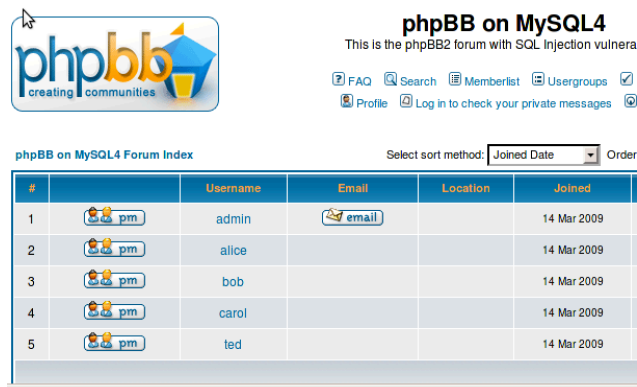 phpBB on MySQL4
This is the phpBB2 forum with SQL Injection
phpbb
creating communities
FAQ Search Memberlist Usergroups
Profile Log in to check your private messages
phpBB on MySQL4 Forum Index Select sort method: Joined Date Order
# Username Email Location Joined
1 pm admin email 14 Mar 2009
2 pm alice 14 Mar 2009
3 pm bob 14 Mar 2009
4 pm carol 14 Mar 2009
5 pm ted 14 Mar 2009